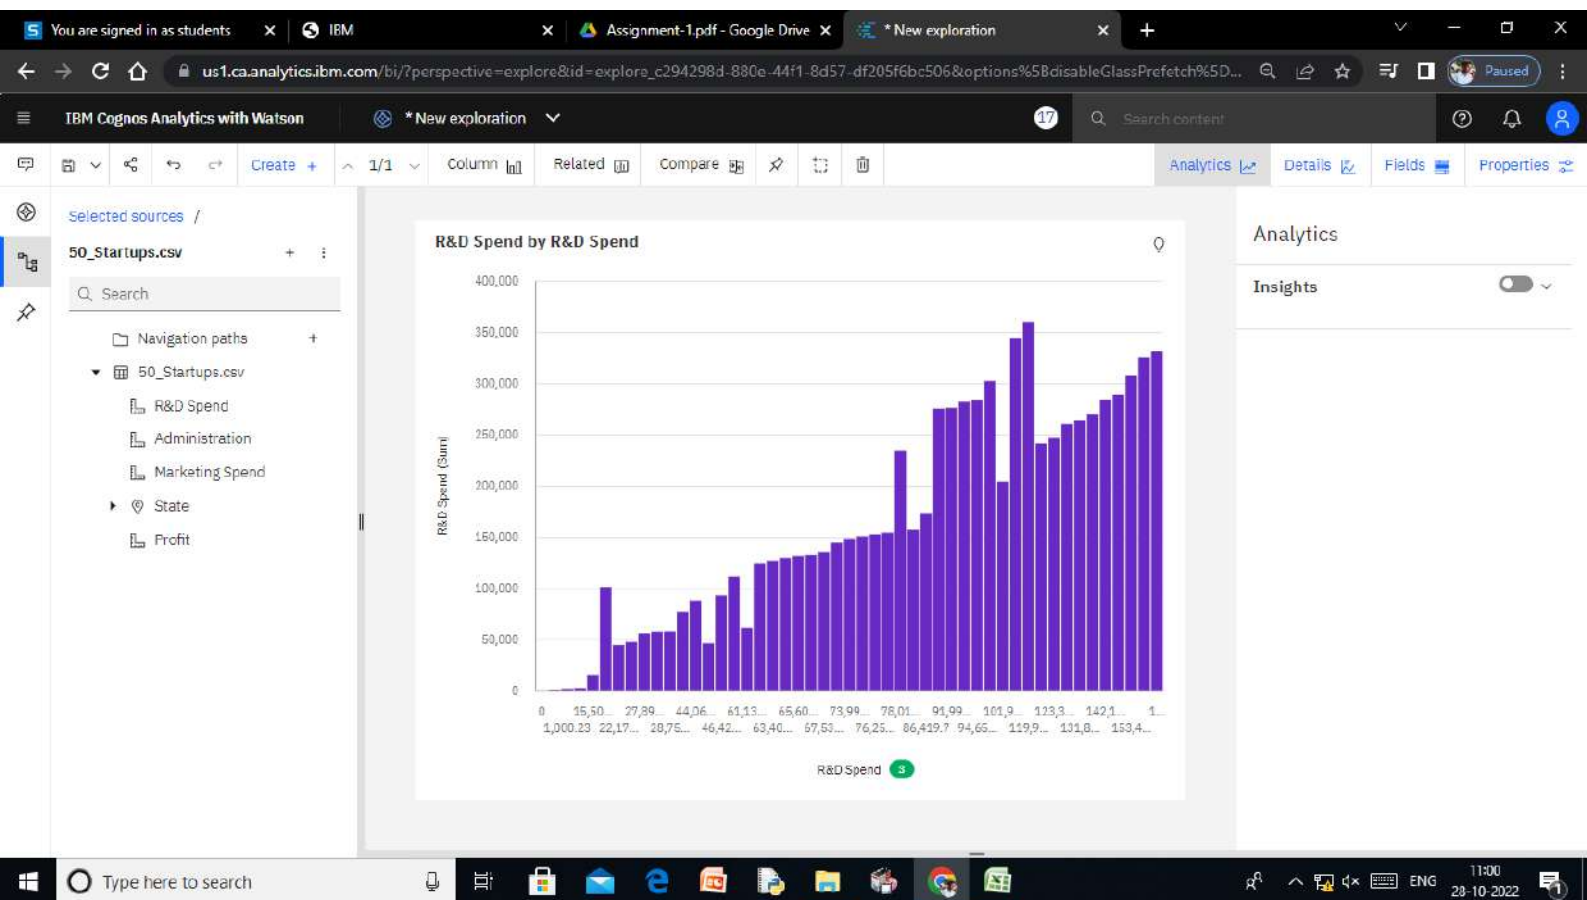 You are signed in as students
IBM
Assignment-1.pdf - Google Drive
* New exploration
us1.ca.analytics.ibm.com/bi/?perspective=explore&id=explore_c294298d-880e-44f1-8d57-df205f6bc506&options%5BdisableGlassPrefetch%5D...
Paused
IBM Cognos Analytics with Watson
* New exploration
17
Search content
Create +
1/1
Column
Related
Compare
Analytics
Details
Fields
Properties
Selected sources /
50_Startups.csv
Search
Navigation paths
50_Startups.csv
R&D Spend
Administration
Marketing Spend
State
Profit
R&D Spend by R&D Spend
400,000
350,000
300,000
250,000
200,000
150,000
100,000
50,000
0
R&D Spend (Sum)
0 15,50... 27,89... 44,06... 61,13... 65,60... 73,99... 78,01... 91,99... 101,9... 123,3... 142,1... 1...
1,000.23 22,17... 28,75... 46,42... 63,40... 67,53... 76,25... 86,419.7 94,65... 119,9... 131,8... 153,4...
R&D Spend 3
Analytics
Insights
Type here to search
ENG
11:00
28-10-2022
1